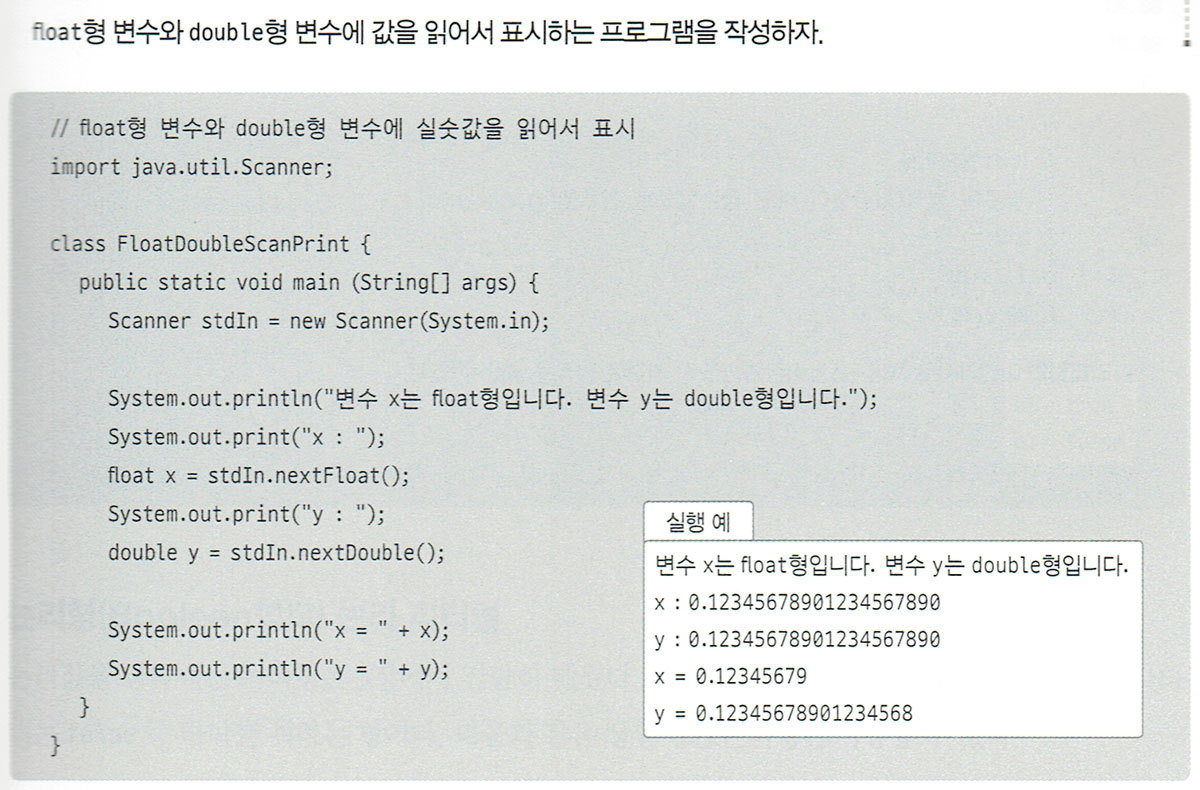 float형 변수와 double형 변수에 값을 읽어서 표시하는 프로그램을 작성하자.
// float형 변수와 double형 변수에 실숫값을 읽어서 표시
import java.util.Scanner;
class FloatDoubleScanPrint {
public static void main (String[] args) {
Scanner stdIn = new Scanner(System.in);
System.out.println("변수 x는 float형입니다. 변수 y는 double형입니다.");
System.out.print("x : ");
float x = stdIn.nextFloat();
System.out.print("y : ");
double y = stdIn.nextDouble();
System.out.println("x = " + x);
System.out.println("y = " + y);
}
}
실행 예
변수 x는 float형입니다. 변수 y는 double형입니다.
x : 0.12345678901234567890
y : 0.12345678901234567890
x = 0.12345679
y = 0.12345678901234568